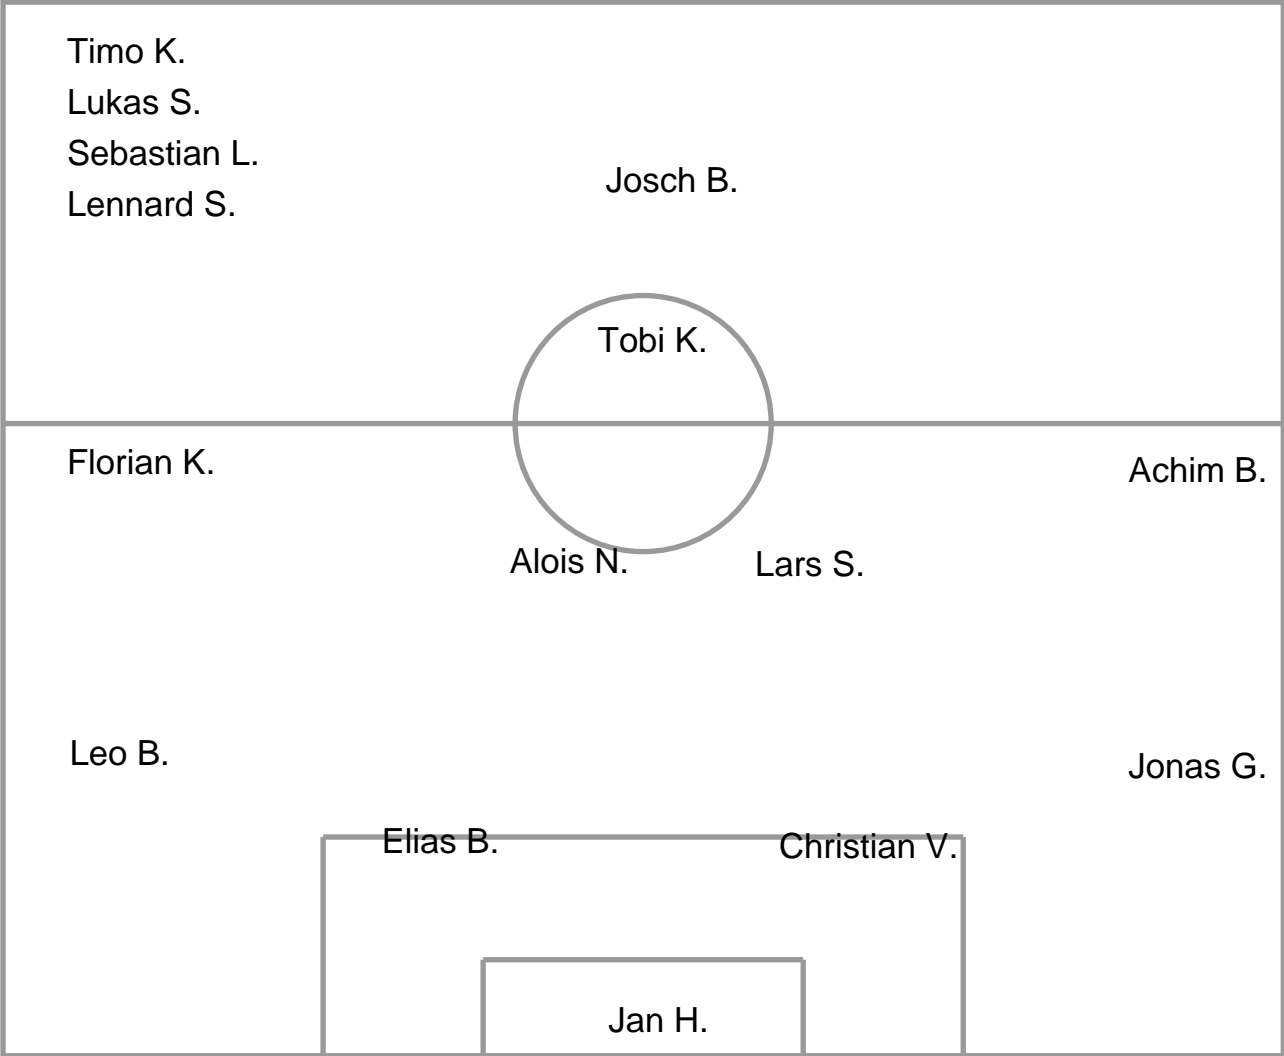 Timo K.
Lukas S.
Sebastian L.
Lennard S.
Josch B.
Tobi K.
Florian K.
Achim B.
Alois N.
Lars S.
Leo B.
Jonas G.
Elias B.
Christian V.
Jan H.